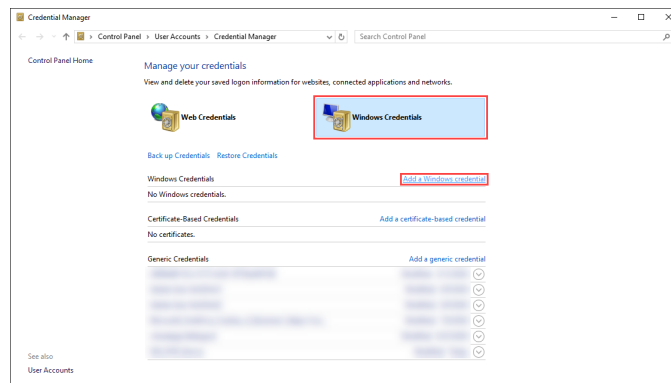 Credential Manager
Control Panel > User Accounts > Credential Manager
Search Control Panel
Control Panel Home
Manage your credentials
View and delete your saved logon information for websites, connected applications and networks.
Web Credentials
Windows Credentials
Back up Credentials Restore Credentials
Windows Credentials Add a Windows credential
No Windows credentials.
Certificate-Based Credentials Add a certificate-based credential
No certificates.
Generic Credentials Add a generic credential
See also
User Accounts